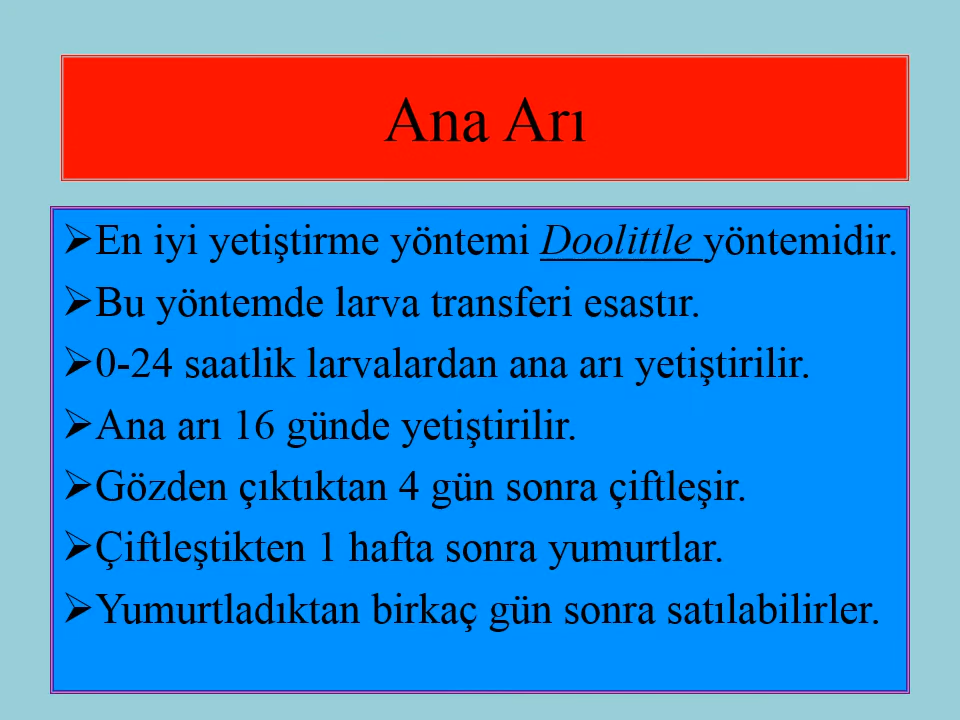 Ana Arı
➢En iyi yetiştirme yöntemi Doolittle yöntemidir.
➢Bu yöntemde larva transferi esastır.
➢0-24 saatlik larvalardan ana arı yetiştirilir.
➢Ana arı 16 günde yetiştirilir.
➢Gözden çıktıktan 4 gün sonra çiftleşir.
➢Çiftleştikten 1 hafta sonra yumurtlar.
➢Yumurtladıktan birkaç gün sonra satılabilirler.